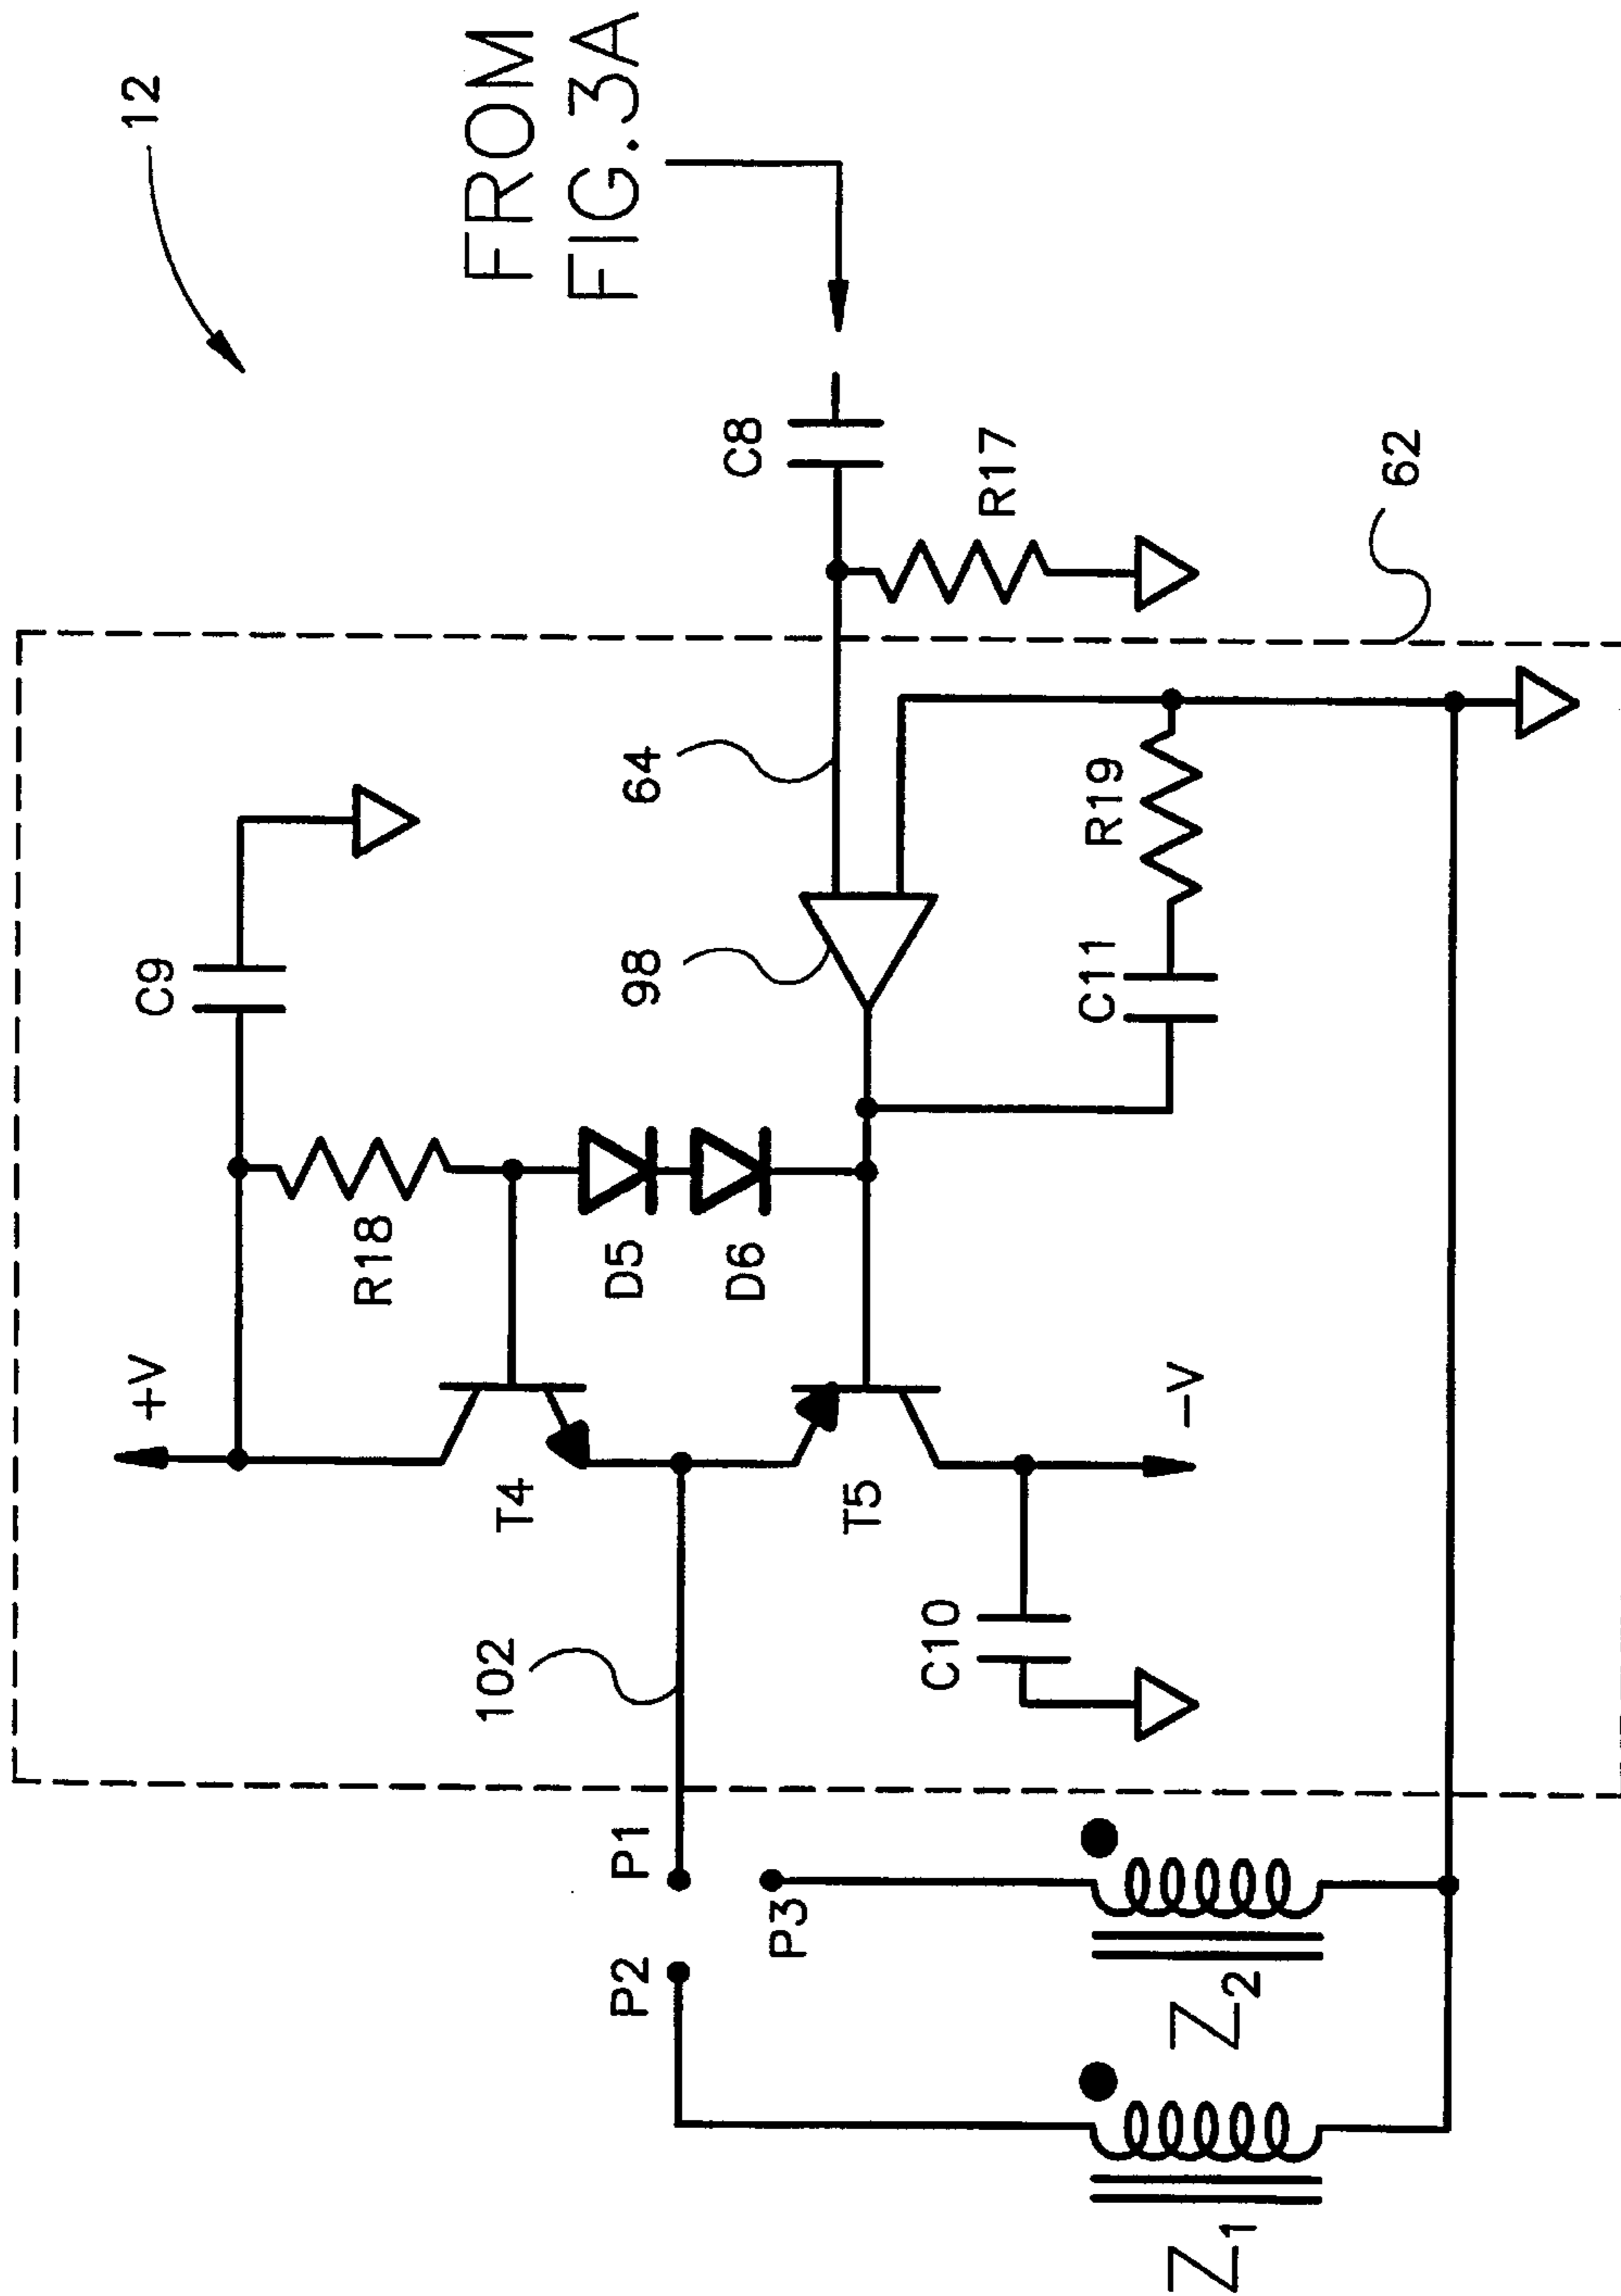 12
FROM
FIG.3A
+V
C9
R18
C8
64
98
T4
D5
102
D6
R17
P1
P2
P3
T5
C10
C11
R19
-V
62
Z1
Z2